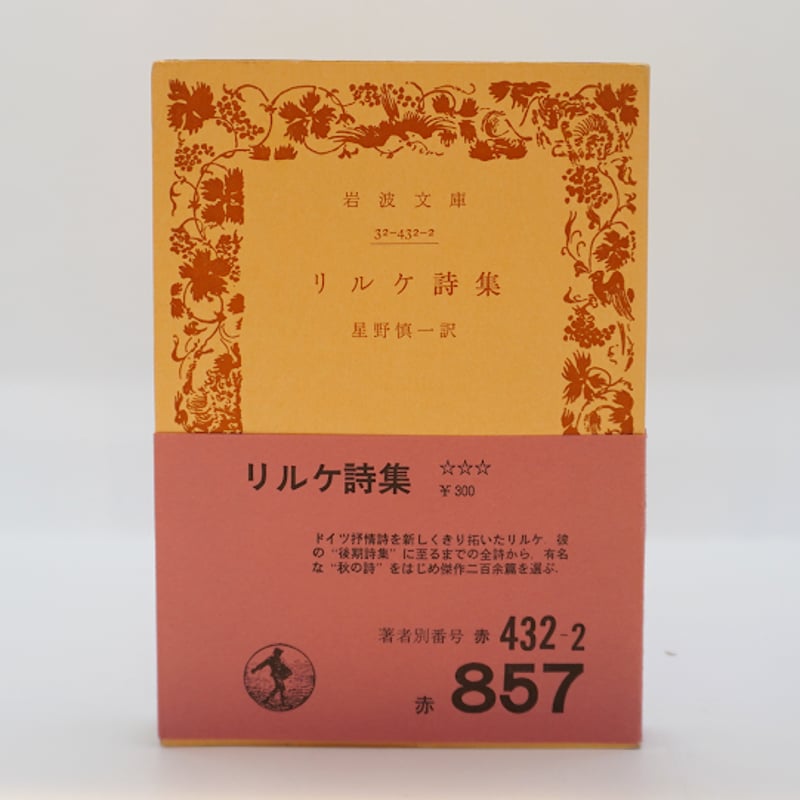 岩波文庫
32-432-2
リルケ詩集
星野慎一訳
リルケ詩集 ☆☆☆
¥300
ドイツ抒情詩を新しくきり拓いたリルケ. 彼
の“後期詩集”に至るまでの全詩から, 有名
な“秋の詩”をはじめ傑作二百余篇を選ぶ.
著者別番号 赤 432-2
赤 857